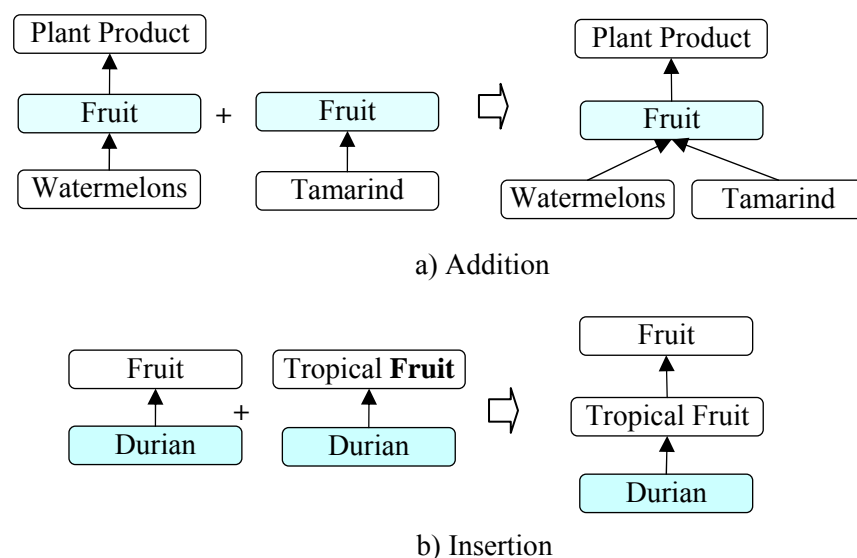 Plant Product
Fruit
Watermelons
+
Fruit
Tamarind
Plant Product
Fruit
Watermelons
Tamarind
a) Addition
Fruit
Durian
+
Tropical Fruit
Durian
Fruit
Tropical Fruit
Durian
b) Insertion